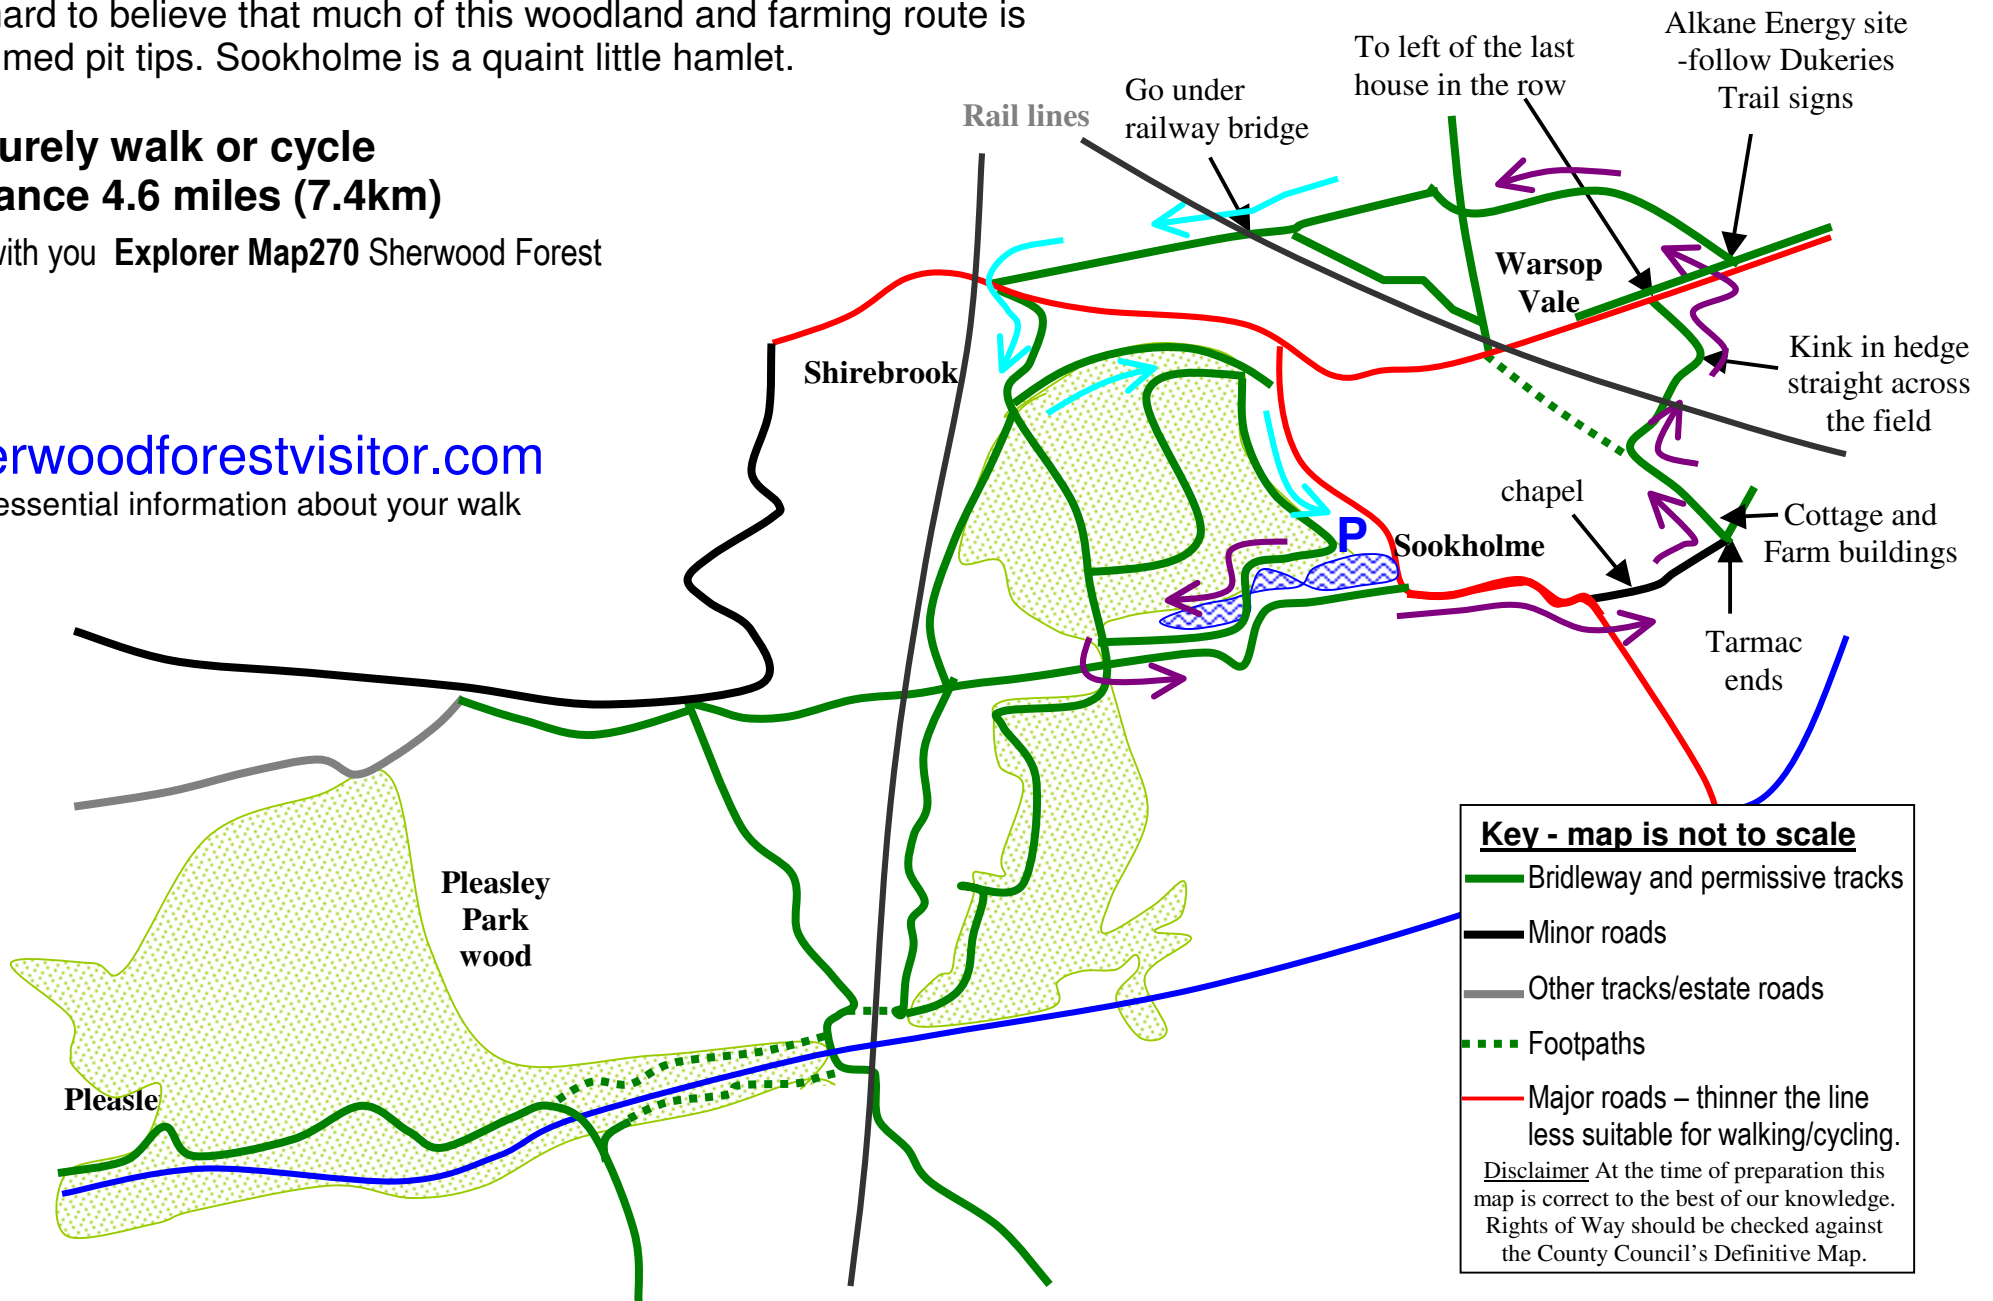 hard to believe that much of this woodland and farming route is
med pit tips. Sookholme is a quaint little hamlet.
urely walk or cycle
ance 4.6 miles (7.4km)
with you Explorer Map270 Sherwood Forest
erwoodforestvisitor.com
essential information about your walk
Rail lines
Go under
railway bridge
To left of the last
house in the row
Alkane Energy site
-follow Dukeries
Trail signs
Warsop
Vale
Shirebrook
Kink in hedge
straight across
the field
chapel
P
Sookholme
Cottage and
Farm buildings
Tarmac
ends
Pleasley
Park
wood
Pleasle
Key - map is not to scale
Bridleway and permissive tracks
Minor roads
Other tracks/estate roads
Footpaths
Major roads – thinner the line
less suitable for walking/cycling.
Disclaimer At the time of preparation this
map is correct to the best of our knowledge.
Rights of Way should be checked against
the County Council's Definitive Map.